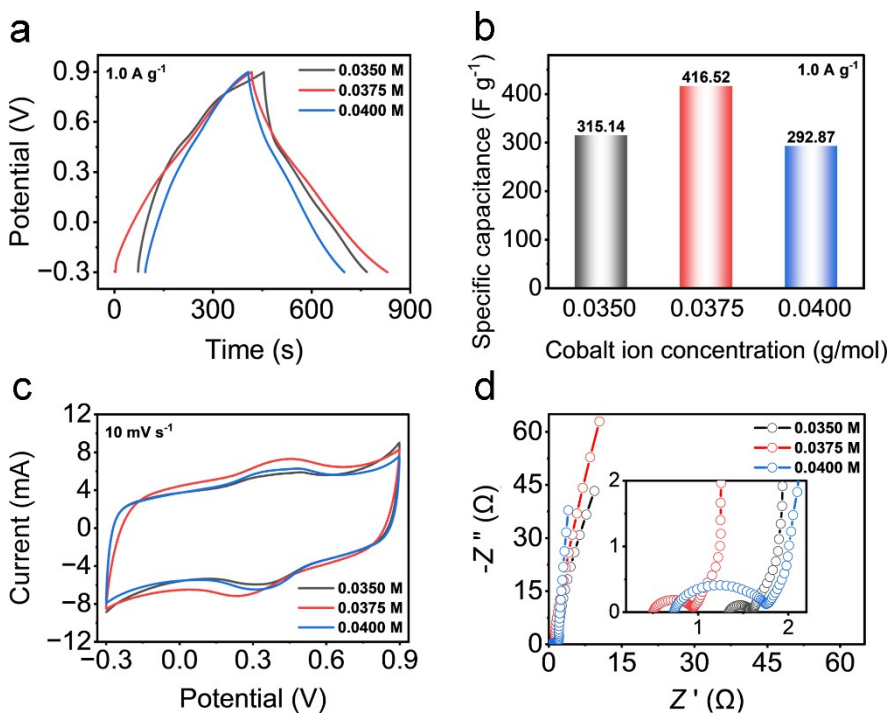 a
1.0 A g⁻¹
0.0350 M
0.0375 M
0.0400 M
Potential (V)
0.9
0.6
0.3
0.0
−0.3
0
300
600
900
Time (s)
b
1.0 A g⁻¹
315.14
416.52
292.87
Specific capacitance (F g⁻¹)
400
300
200
100
0
0.0350
0.0375
0.0400
Cobalt ion concentration (g/mol)
c
10 mV s⁻¹
Current (mA)
12
8
4
0
−4
−8
−12
0.0350 M
0.0375 M
0.0400 M
−0.3
0.0
0.3
0.6
0.9
Potential (V)
d
0.0350 M
0.0375 M
0.0400 M
-Z" (Ω)
60
45
30
15
0
2
1
0
1
2
0
15
30
45
60
Z ' (Ω)